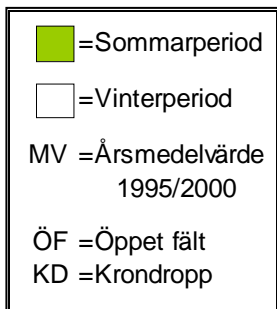 =Sommarperiod
=Vinterperiod
MV =Årsmedelvärde
1995/2000
ÖF =Öppet fält
KD =Krondropp